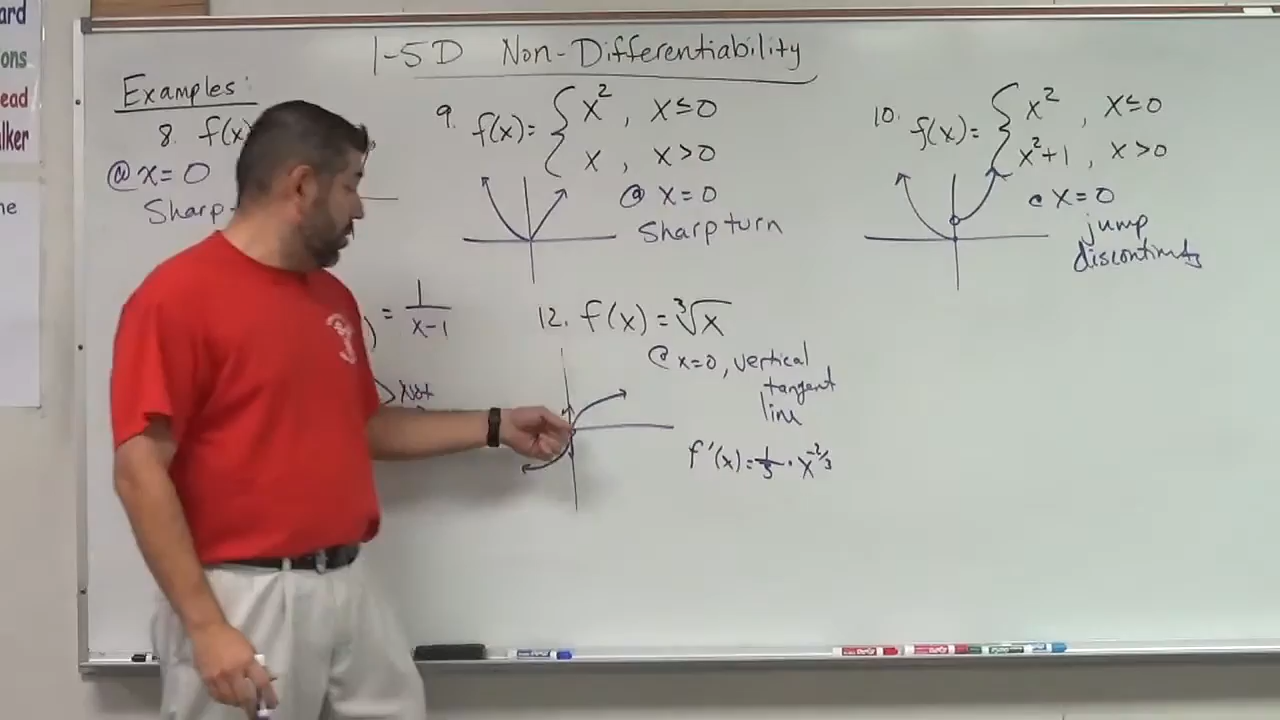 ard
ons
ead
alker
ne
1-5D Non-Differentiability
Examples:
8. f(x)
@ x = 0
Sharp
9. f(x) = { x², x ≤ 0
x, x > 0
@ x = 0
Sharp turn
10. f(x) = { x², x ≤ 0
x² + 1, x > 0
@ x = 0
jump
discontinuity
) = 1/(x-1)
Not
12. f(x) = ∛x
@ x = 0, vertical
tangent
line
f'(x) = 1/3 · x^(-2/3)